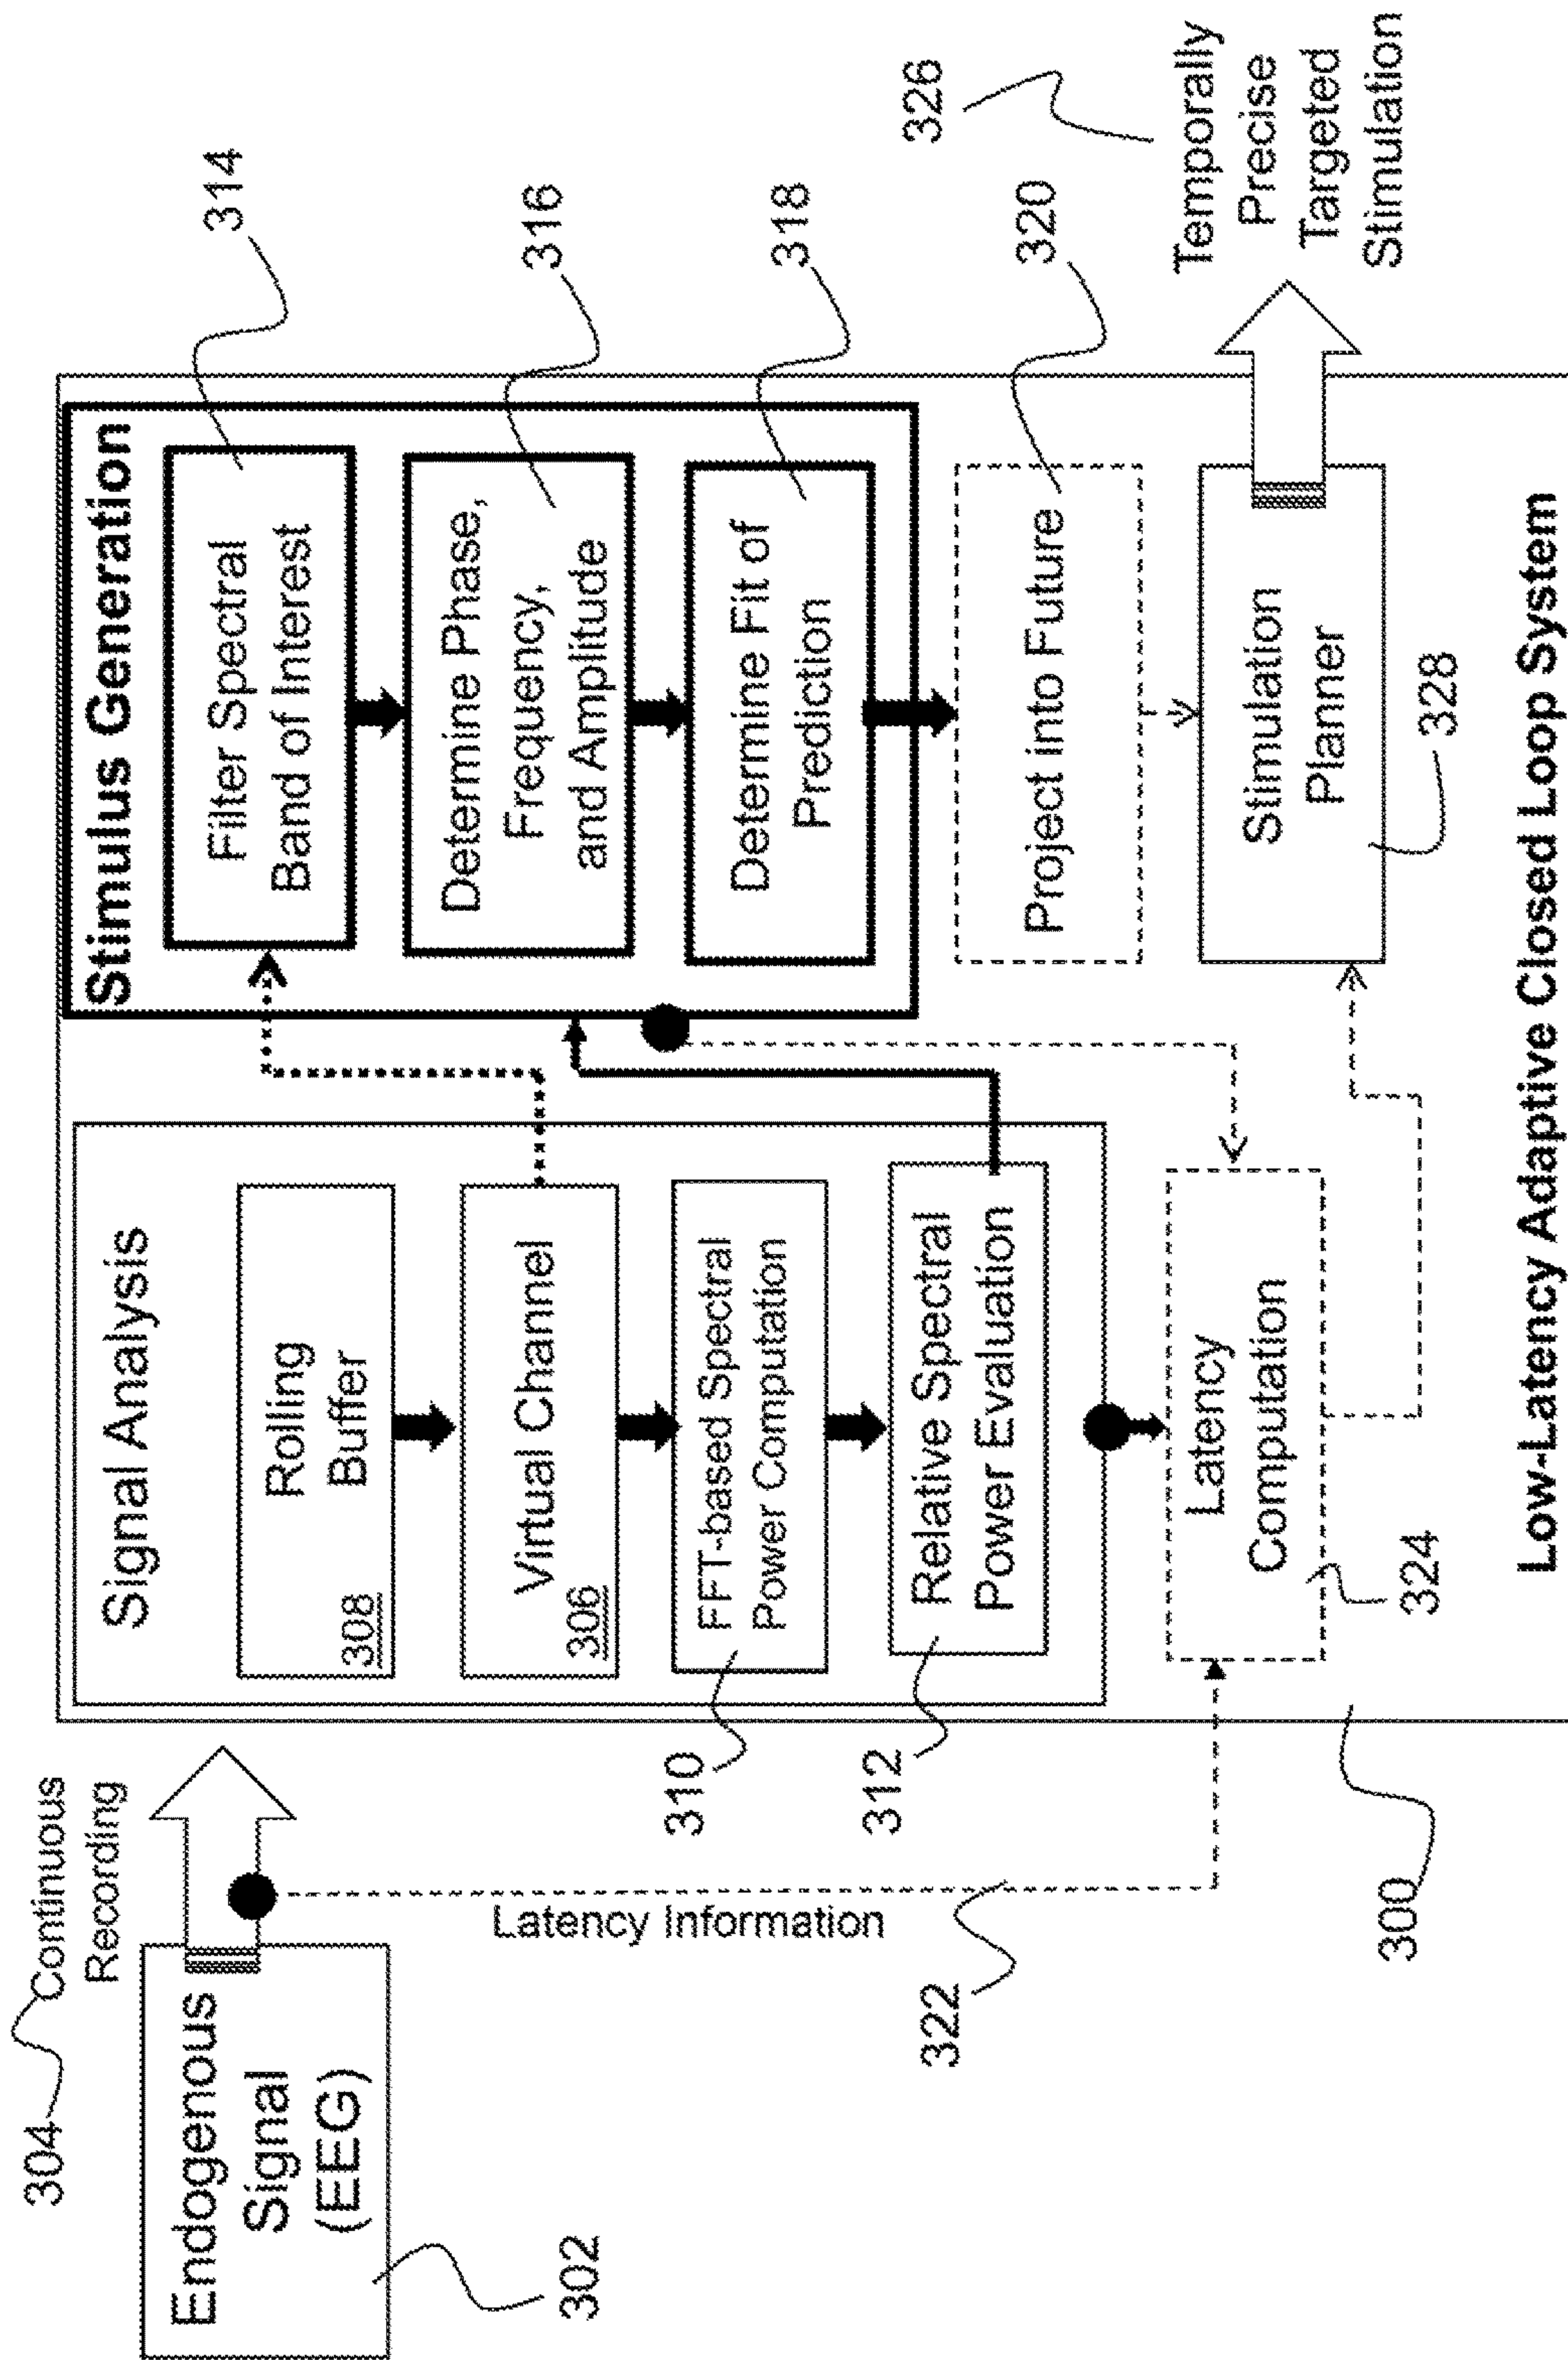 304
Continuous
Recording
Endogenous
Signal
(EEG)
302
Latency Information
322
300
Signal Analysis
Rolling
Buffer
308
Virtual Channel
306
FFT-based Spectral
Power Computation
310
Relative Spectral
Power Evaluation
312
Latency
Computation
324
Stimulus Generation
Filter Spectral
Band of Interest
314
Determine Phase,
Frequency,
and Amplitude
316
Determine Fit of
Prediction
318
Project into Future
320
Stimulation
Planner
328
326
Temporally
Precise
Targeted
Stimulation
Low-Latency Adaptive Closed Loop System